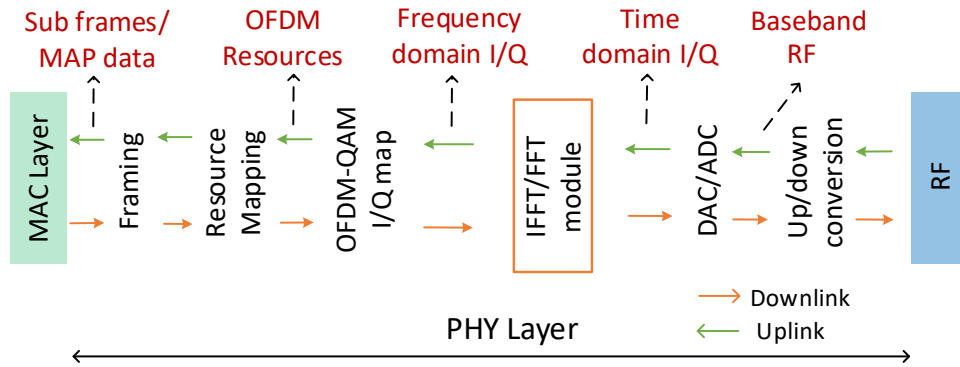 Sub frames/
MAP data
OFDM
Resources
Frequency
domain I/Q
Time
domain I/Q
Baseband
RF
MAC Layer
Framing
Resource
Mapping
OFDM-QAM
I/Q map
IFFT/FFT
module
DAC/ADC
Up/down
conversion
RF
Downlink
Uplink
PHY Layer